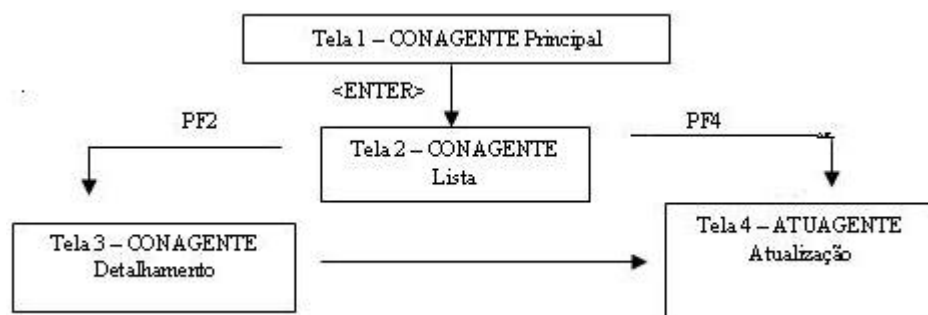 Tela 1 – CONAGENTE Principal
<ENTER>
PF2
PF4
Tela 2 – CONAGENTE
Lista
Tela 3 – CONAGENTE
Detalhamento
Tela 4 – ATUAGENTE
Atualização